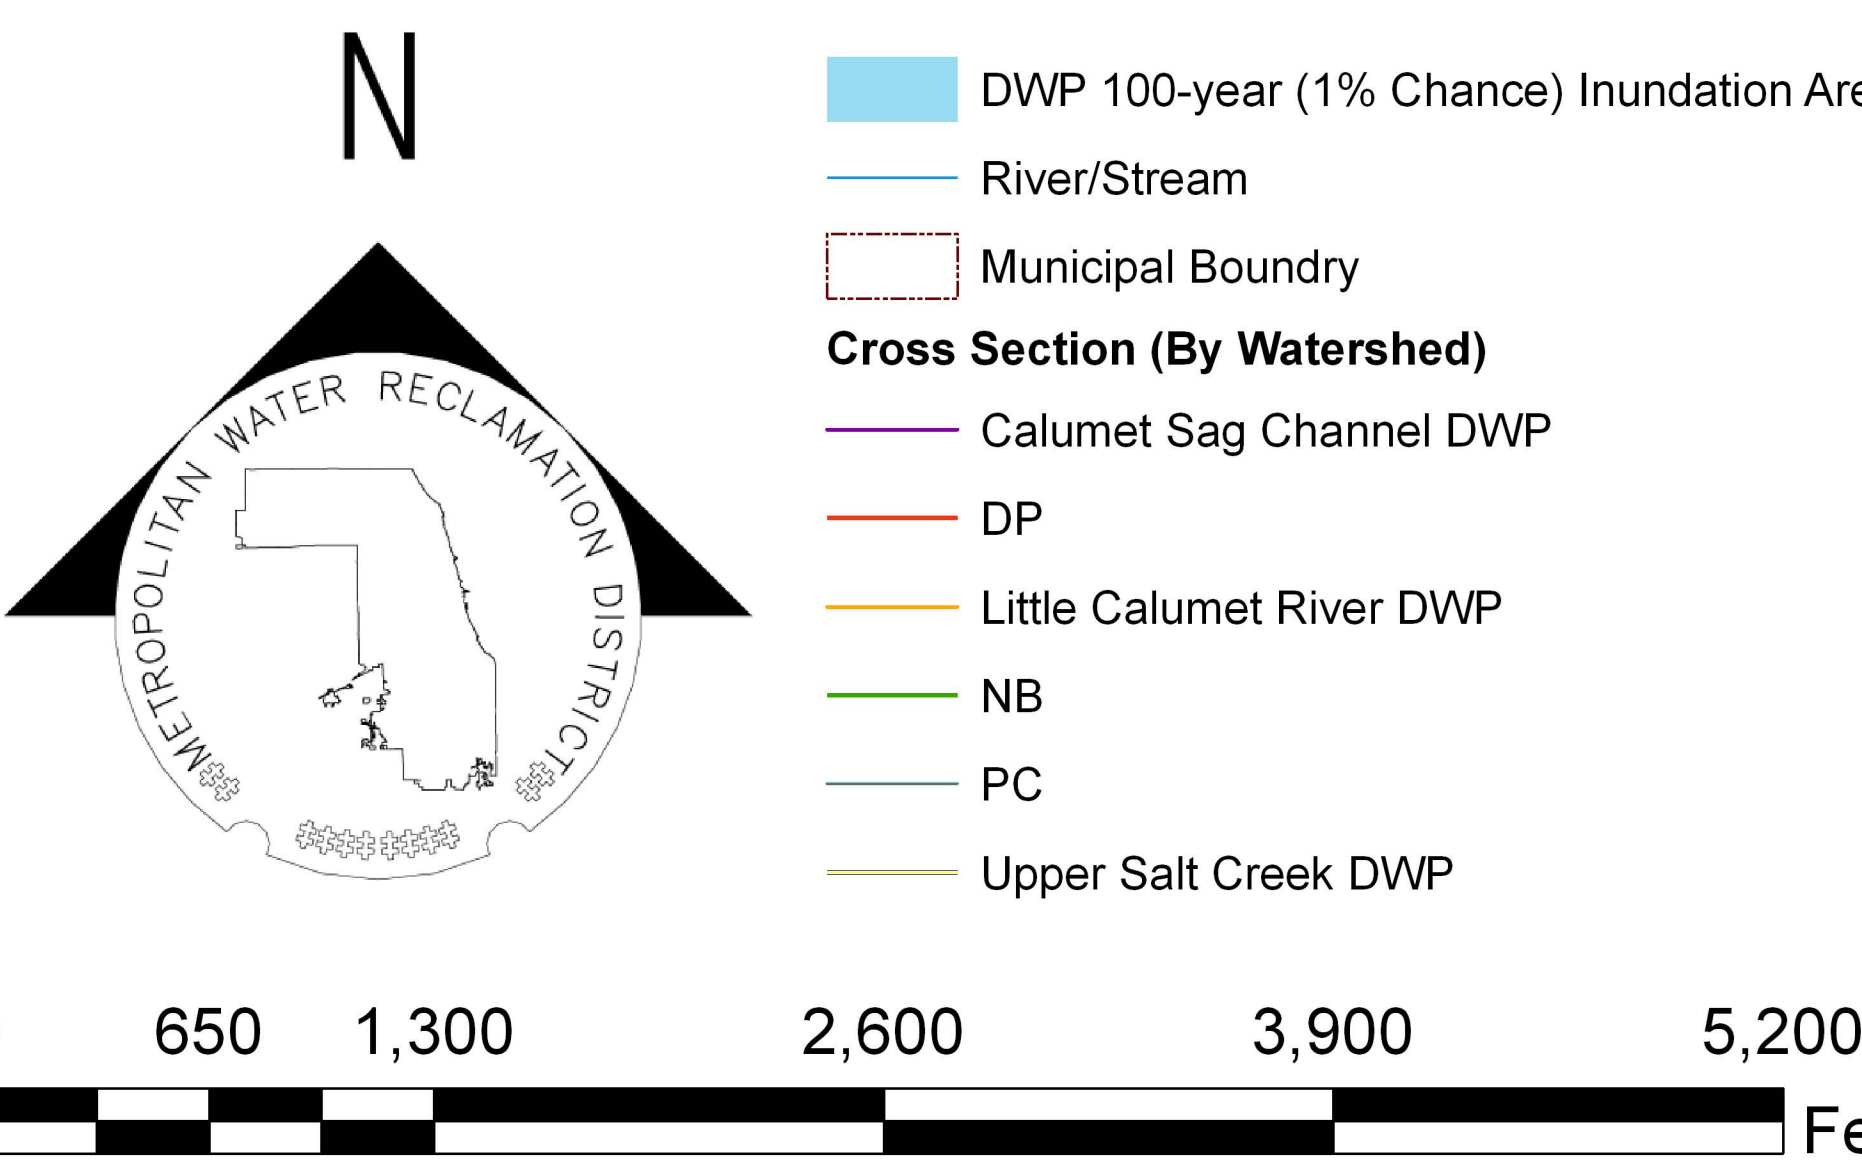 N
METROPOLITAN WATER RECLAMATION DISTRICT
DWP 100-year (1% Chance) Inundation Are
River/Stream
Municipal Boundry
Cross Section (By Watershed)
Calumet Sag Channel DWP
DP
Little Calumet River DWP
NB
PC
Upper Salt Creek DWP
650 1,300 2,600 3,900 5,200
Fe